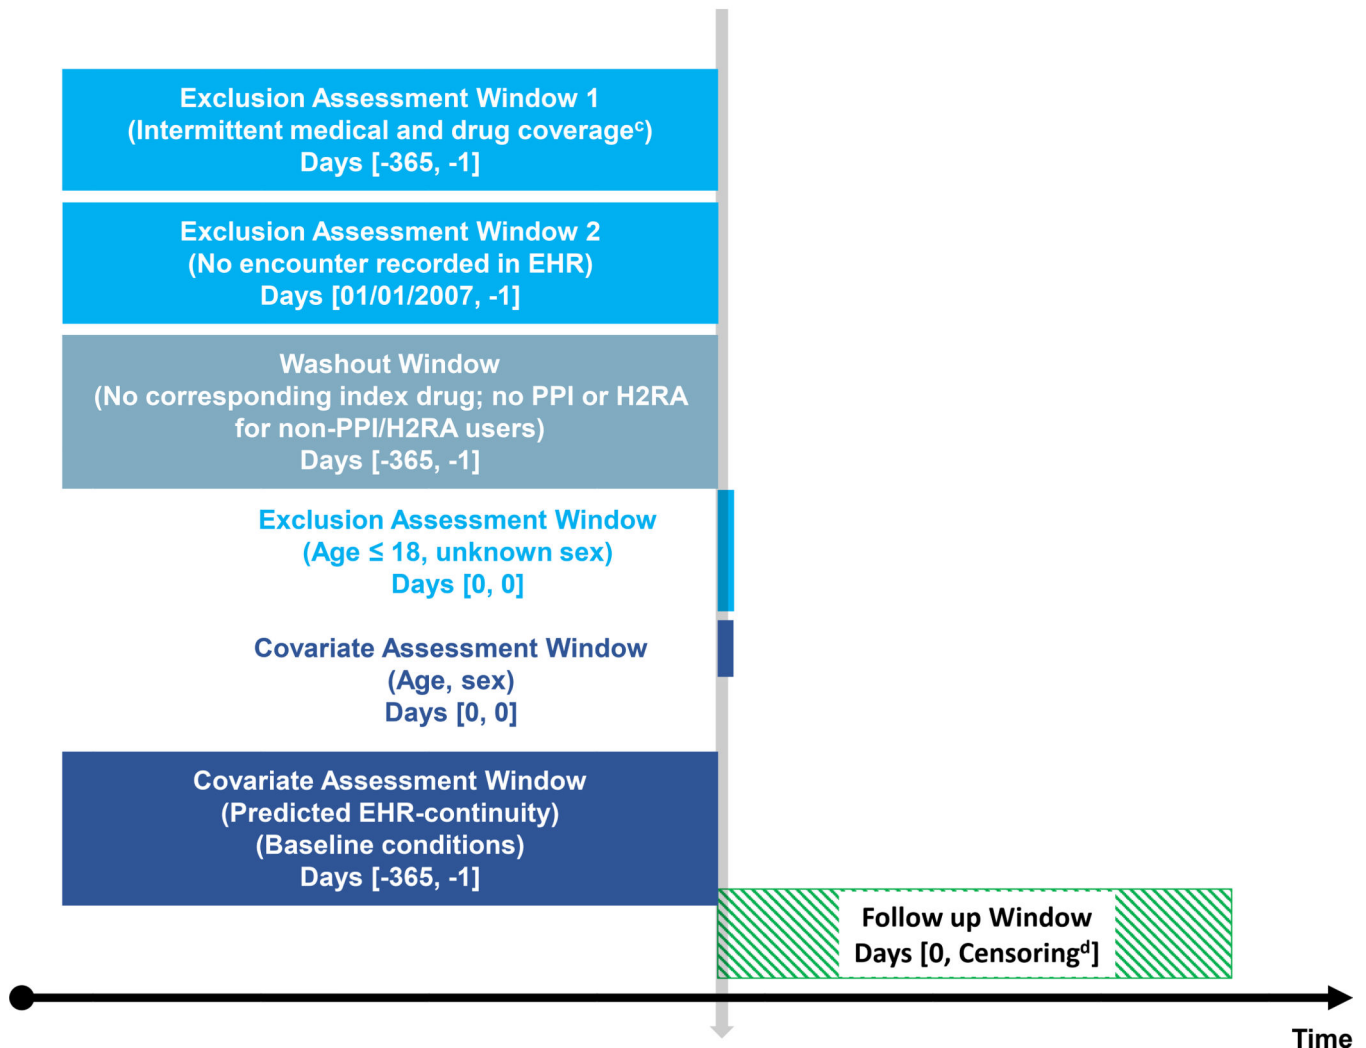 Exclusion Assessment Window 1
(Intermittent medical and drug coverageᶜ)
Days [-365, -1]
Exclusion Assessment Window 2
(No encounter recorded in EHR)
Days [01/01/2007, -1]
Washout Window
(No corresponding index drug; no PPI or H2RA
for non-PPI/H2RA users)
Days [-365, -1]
Exclusion Assessment Window
(Age ≤ 18, unknown sex)
Days [0, 0]
Covariate Assessment Window
(Age, sex)
Days [0, 0]
Covariate Assessment Window
(Predicted EHR-continuity)
(Baseline conditions)
Days [-365, -1]
Follow up Window
Days [0, Censoringᵈ]
Time